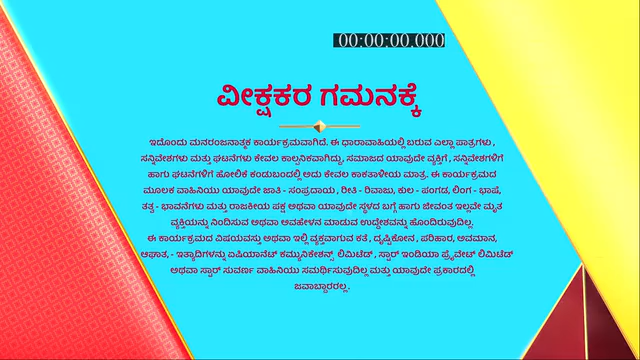 00:00:00.000
ವೀಕ್ಷಕರ ಗಮನಕ್ಕೆ
ಇದೊಂದು ಮನರಂಜನಾತ್ಮಕ ಕಾರ್ಯಕ್ರಮವಾಗಿದೆ. ಈ ಧಾರಾವಾಹಿಯಲ್ಲಿ ಬರುವ ಎಲ್ಲಾ ಪಾತ್ರಗಳು ,
ಸನ್ನಿವೇಶಗಳು ಮತ್ತು ಘಟನೆಗಳು ಕೇವಲ ಕಾಲ್ಪನಿಕವಾಗಿದ್ದು, ಸಮಾಜದ ಯಾವುದೇ ವ್ಯಕ್ತಿಗೆ , ಸನ್ನಿವೇಶಗಳಿಗೆ
ಹಾಗು ಘಟನೆಗಳಿಗೆ ಹೋಲಿಕೆ ಕಂಡುಬಂದಲ್ಲಿ ಅದು ಕೇವಲ ಕಾಕತಾಳೀಯ ಮಾತ್ರ. ಈ ಕಾರ್ಯಕ್ರಮದ
ಮೂಲಕ ವಾಹಿನಿಯು ಯಾವುದೇ ಜಾತಿ - ಸಂಪ್ರದಾಯ , ರೀತಿ - ರಿವಾಜು, ಕುಲ - ಪಂಗಡ, ಲಿಂಗ - ಭಾಷೆ,
ತತ್ವ - ಭಾವನೆಗಳು ಮತ್ತು ರಾಜಕೀಯ ಪಕ್ಷ ಅಥವಾ ಯಾವುದೇ ಸ್ಥಳದ ಬಗ್ಗೆ ಹಾಗು ಜೀವಂತ ಇಲ್ಲವೇ ಮೃತ
ವ್ಯಕ್ತಿಯನ್ನು ನಿಂದಿಸುವ ಅಥವಾ ಅವಹೇಳನ ಮಾಡುವ ಉದ್ದೇಶವನ್ನು ಹೊಂದಿರುವುದಿಲ್ಲ.
ಈ ಕಾರ್ಯಕ್ರಮದ ವಿಷಯವಸ್ತು ಅಥವಾ ಇಲ್ಲಿ ವ್ಯಕ್ತವಾಗುವ ಕತೆ , ದೃಷ್ಟಿಕೋನ , ಪರಿಹಾರ, ಅವಮಾನ,
ಆಘಾತ, - ಇತ್ಯಾದಿಗಳನ್ನು ಏಷಿಯಾನೆಟ್ ಕಮ್ಯುನಿಕೇಶನ್ಸ್ ಲಿಮಿಟೆಡ್ , ಸ್ಟಾರ್ ಇಂಡಿಯಾ ಪ್ರೈವೇಟ್ ಲಿಮಿಟೆಡ್
ಅಥವಾ ಸ್ಟಾರ್ ಸುವರ್ಣ ವಾಹಿನಿಯು ಸಮರ್ಥಿಸುವುದಿಲ್ಲ ಮತ್ತು ಯಾವುದೇ ಪ್ರಕಾರದಲ್ಲಿ
ಜವಾಬ್ದಾರರಲ್ಲ.